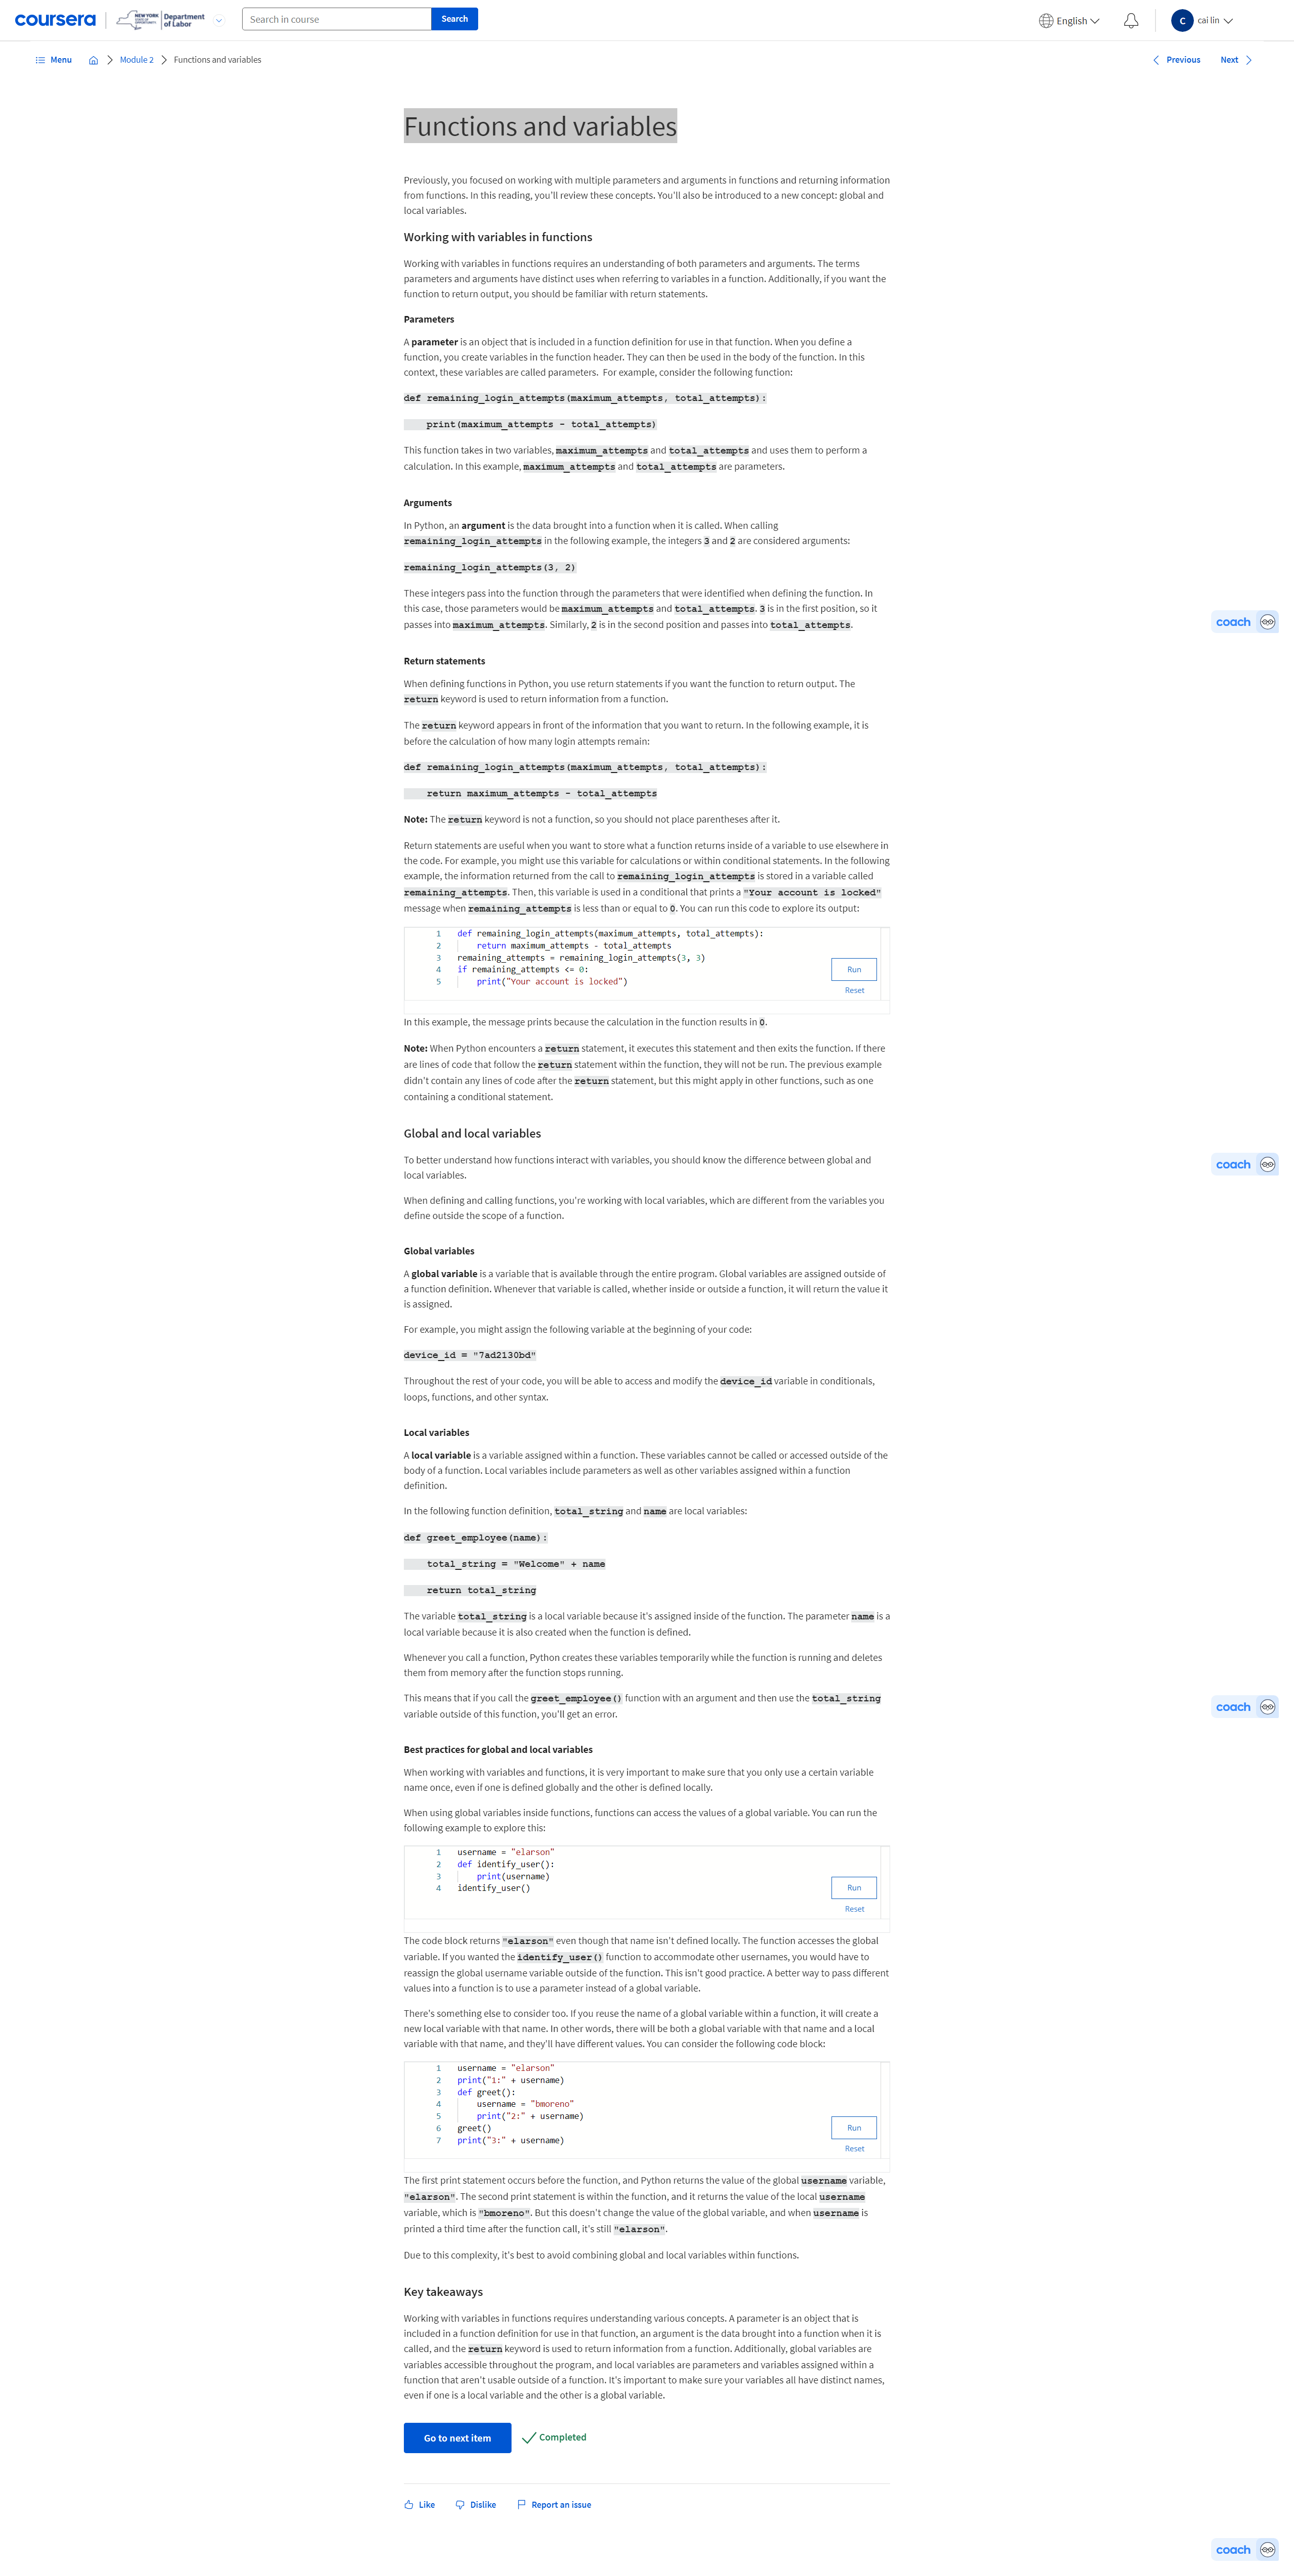 coursera
NEW YORK
STATE OF
OPPORTUNITY.
Department
of Labor
Search in course
Search
English
C
cai lin
Menu
Module 2
Functions and variables
Previous
Next
Functions and variables
Previously, you focused on working with multiple parameters and arguments in functions and returning information
from functions. In this reading, you'll review these concepts. You'll also be introduced to a new concept: global and
local variables.
Working with variables in functions
Working with variables in functions requires an understanding of both parameters and arguments. The terms
parameters and arguments have distinct uses when referring to variables in a function. Additionally, if you want the
function to return output, you should be familiar with return statements.
Parameters
A parameter is an object that is included in a function definition for use in that function. When you define a
function, you create variables in the function header. They can then be used in the body of the function. In this
context, these variables are called parameters.  For example, consider the following function:
def remaining_login_attempts(maximum_attempts, total_attempts):
    print(maximum_attempts - total_attempts)
This function takes in two variables, maximum_attempts and total_attempts and uses them to perform a
calculation. In this example, maximum_attempts and total_attempts are parameters.
Arguments
In Python, an argument is the data brought into a function when it is called. When calling
remaining_login_attempts in the following example, the integers 3 and 2 are considered arguments:
remaining_login_attempts(3, 2)
These integers pass into the function through the parameters that were identified when defining the function. In
this case, those parameters would be maximum_attempts and total_attempts. 3 is in the first position, so it
passes into maximum_attempts. Similarly, 2 is in the second position and passes into total_attempts.
coach
Return statements
When defining functions in Python, you use return statements if you want the function to return output. The
return keyword is used to return information from a function.
The return keyword appears in front of the information that you want to return. In the following example, it is
before the calculation of how many login attempts remain:
def remaining_login_attempts(maximum_attempts, total_attempts):
    return maximum_attempts - total_attempts
Note: The return keyword is not a function, so you should not place parentheses after it.
Return statements are useful when you want to store what a function returns inside of a variable to use elsewhere in
the code. For example, you might use this variable for calculations or within conditional statements. In the following
example, the information returned from the call to remaining_login_attempts is stored in a variable called
remaining_attempts. Then, this variable is used in a conditional that prints a "Your account is locked"
message when remaining_attempts is less than or equal to 0. You can run this code to explore its output:
1 def remaining_login_attempts(maximum_attempts, total_attempts):
2     return maximum_attempts - total_attempts
3 remaining_attempts = remaining_login_attempts(3, 3)
4 if remaining_attempts <= 0:
5     print("Your account is locked")
Run
Reset
In this example, the message prints because the calculation in the function results in 0.
Note: When Python encounters a return statement, it executes this statement and then exits the function. If there
are lines of code that follow the return statement within the function, they will not be run. The previous example
didn't contain any lines of code after the return statement, but this might apply in other functions, such as one
containing a conditional statement.
Global and local variables
To better understand how functions interact with variables, you should know the difference between global and
local variables.
coach
When defining and calling functions, you're working with local variables, which are different from the variables you
define outside the scope of a function.
Global variables
A global variable is a variable that is available through the entire program. Global variables are assigned outside of
a function definition. Whenever that variable is called, whether inside or outside a function, it will return the value it
is assigned.
For example, you might assign the following variable at the beginning of your code:
device_id = "7ad2130bd"
Throughout the rest of your code, you will be able to access and modify the device_id variable in conditionals,
loops, functions, and other syntax.
Local variables
A local variable is a variable assigned within a function. These variables cannot be called or accessed outside of the
body of a function. Local variables include parameters as well as other variables assigned within a function
definition.
In the following function definition, total_string and name are local variables:
def greet_employee(name):
    total_string = "Welcome" + name
    return total_string
The variable total_string is a local variable because it's assigned inside of the function. The parameter name is a
local variable because it is also created when the function is defined.
Whenever you call a function, Python creates these variables temporarily while the function is running and deletes
them from memory after the function stops running.
This means that if you call the greet_employee() function with an argument and then use the total_string
variable outside of this function, you'll get an error.
coach
Best practices for global and local variables
When working with variables and functions, it is very important to make sure that you only use a certain variable
name once, even if one is defined globally and the other is defined locally.
When using global variables inside functions, functions can access the values of a global variable. You can run the
following example to explore this:
1 username = "elarson"
2 def identify_user():
3     print(username)
4 identify_user()
Run
Reset
The code block returns "elarson" even though that name isn't defined locally. The function accesses the global
variable. If you wanted the identify_user() function to accommodate other usernames, you would have to
reassign the global username variable outside of the function. This isn't good practice. A better way to pass different
values into a function is to use a parameter instead of a global variable.
There's something else to consider too. If you reuse the name of a global variable within a function, it will create a
new local variable with that name. In other words, there will be both a global variable with that name and a local
variable with that name, and they'll have different values. You can consider the following code block:
1 username = "elarson"
2 print("1:" + username)
3 def greet():
4     username = "bmoreno"
5     print("2:" + username)
6 greet()
7 print("3:" + username)
Run
Reset
The first print statement occurs before the function, and Python returns the value of the global username variable,
"elarson". The second print statement is within the function, and it returns the value of the local username
variable, which is "bmoreno". But this doesn't change the value of the global variable, and when username is
printed a third time after the function call, it's still "elarson".
Due to this complexity, it's best to avoid combining global and local variables within functions.
Key takeaways
Working with variables in functions requires understanding various concepts. A parameter is an object that is
included in a function definition for use in that function, an argument is the data brought into a function when it is
called, and the return keyword is used to return information from a function. Additionally, global variables are
variables accessible throughout the program, and local variables are parameters and variables assigned within a
function that aren't usable outside of a function. It's important to make sure your variables all have distinct names,
even if one is a local variable and the other is a global variable.
Go to next item
Completed
Like
Dislike
Report an issue
coach